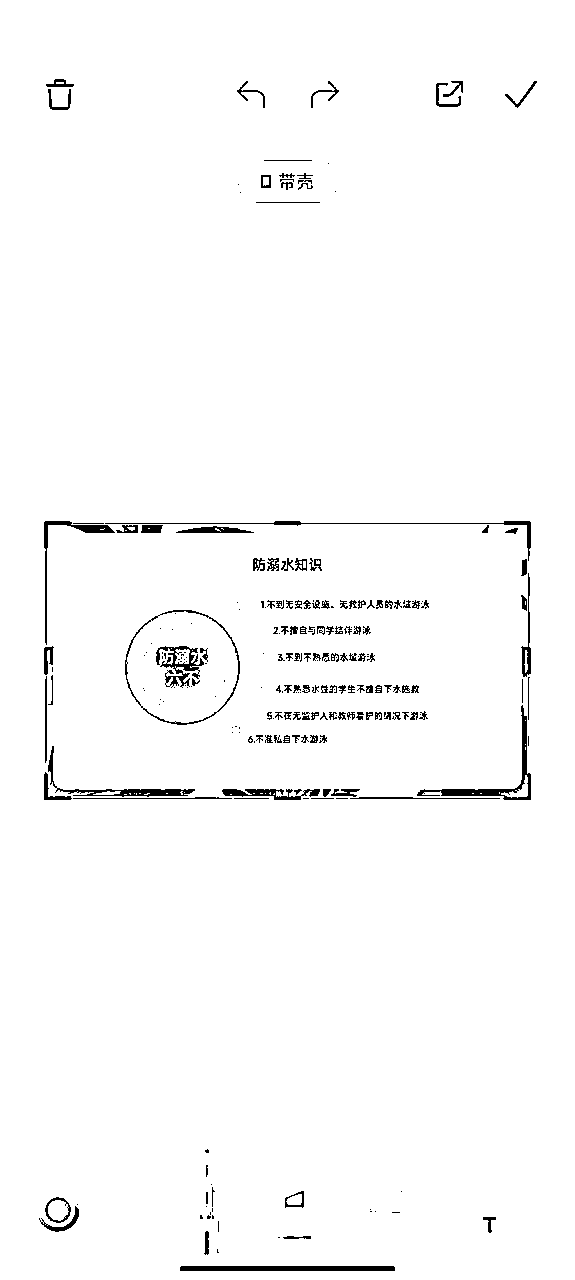 带壳
防溺水知识
1.不到无安全设施、无救护人员的水域游泳
2.不擅自与同学结伴游泳
3.不到不熟悉的水域游泳
防溺水
六不
4.不熟悉水性的学生不擅自下水施救
5.不在无监护人和教师看护的情况下游泳
6.不准私自下水游泳
T